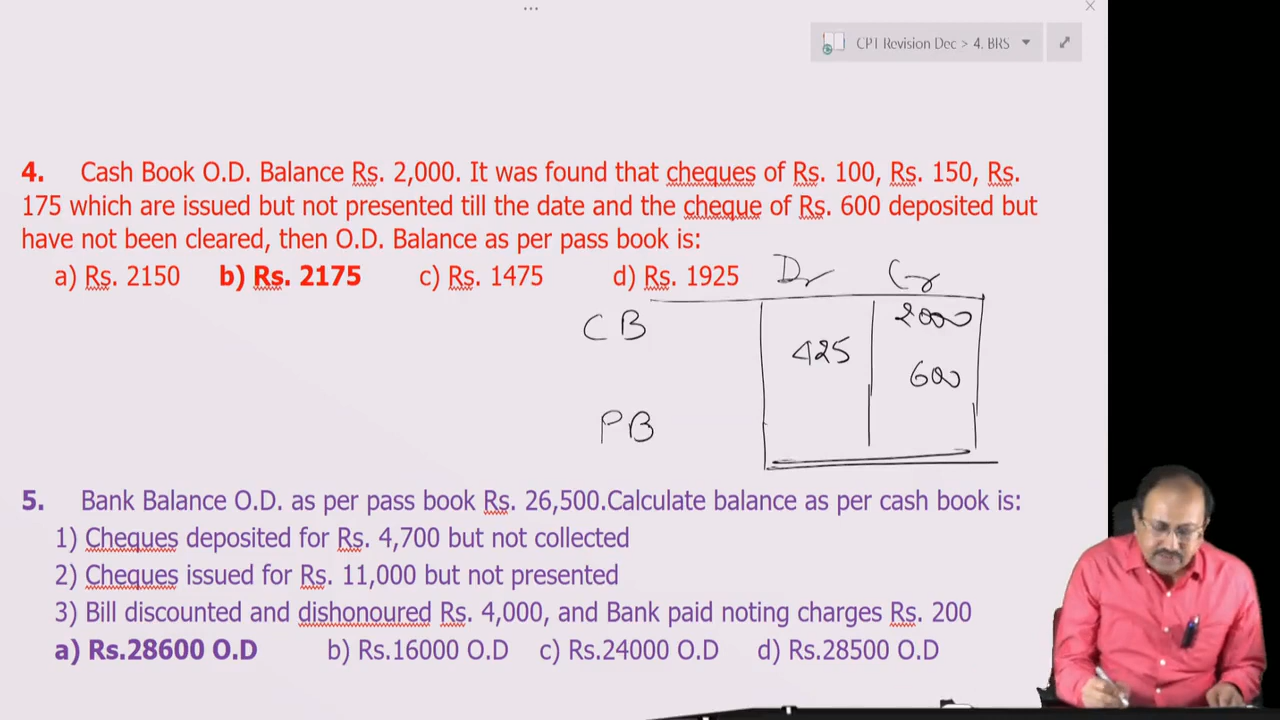 CPT Revision Dec > 4. BRS
4. Cash Book O.D. Balance Rs. 2,000. It was found that cheques of Rs. 100, Rs. 150, Rs.
175 which are issued but not presented till the date and the cheque of Rs. 600 deposited but
have not been cleared, then O.D. Balance as per pass book is:
a) Rs. 2150 b) Rs. 2175 c) Rs. 1475 d) Rs. 1925
Dr Cr
CB 2000
425
600
PB
5. Bank Balance O.D. as per pass book Rs. 26,500.Calculate balance as per cash book is:
1) Cheques deposited for Rs. 4,700 but not collected
2) Cheques issued for Rs. 11,000 but not presented
3) Bill discounted and dishonoured Rs. 4,000, and Bank paid noting charges Rs. 200
a) Rs.28600 O.D b) Rs.16000 O.D c) Rs.24000 O.D d) Rs.28500 O.D